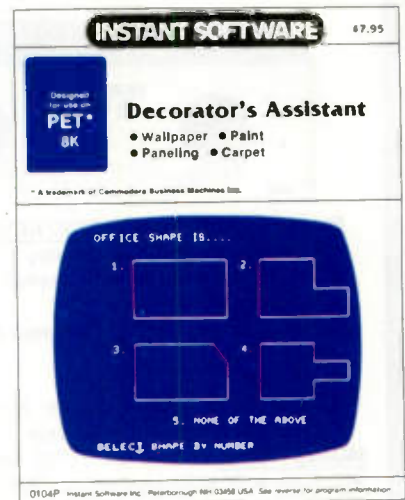 INSTANT SOFTWARE $7.95
Designed
for use on
PET*
8K
Decorator's Assistant
• Wallpaper • Paint
• Paneling • Carpet
* A trademark of Commodore Business Machines Inc.
OFFICE SHAPE IS....
1. 2.
3. 4.
5. NONE OF THE ABOVE
SELECT SHAPE BY NUMBER
0104P Instant Software Inc. Peterborough NH 03458 USA See reverse for program information